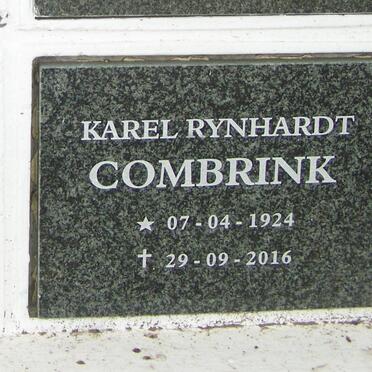 KAREL RYNHARDT
COMBRINK
★ 07-04-1924
✝ 29-09-2016